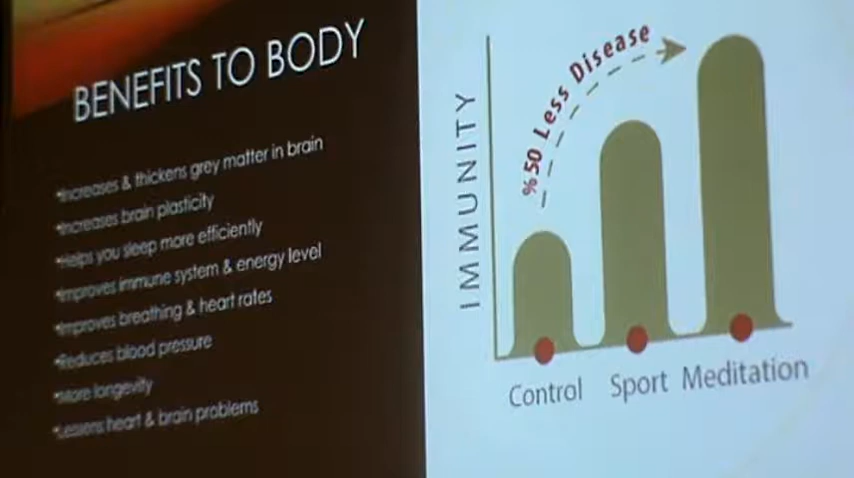 BENEFITS TO BODY
•Increases & thickens grey matter in brain
•Increases brain plasticity
•Helps you sleep more efficiently
•Improves immune system & energy level
•Improves breathing & heart rates
•Reduces blood pressure
•More longevity
•Lessens heart & brain problems
IMMUNITY
%50 Less Disease
Control Sport Meditation